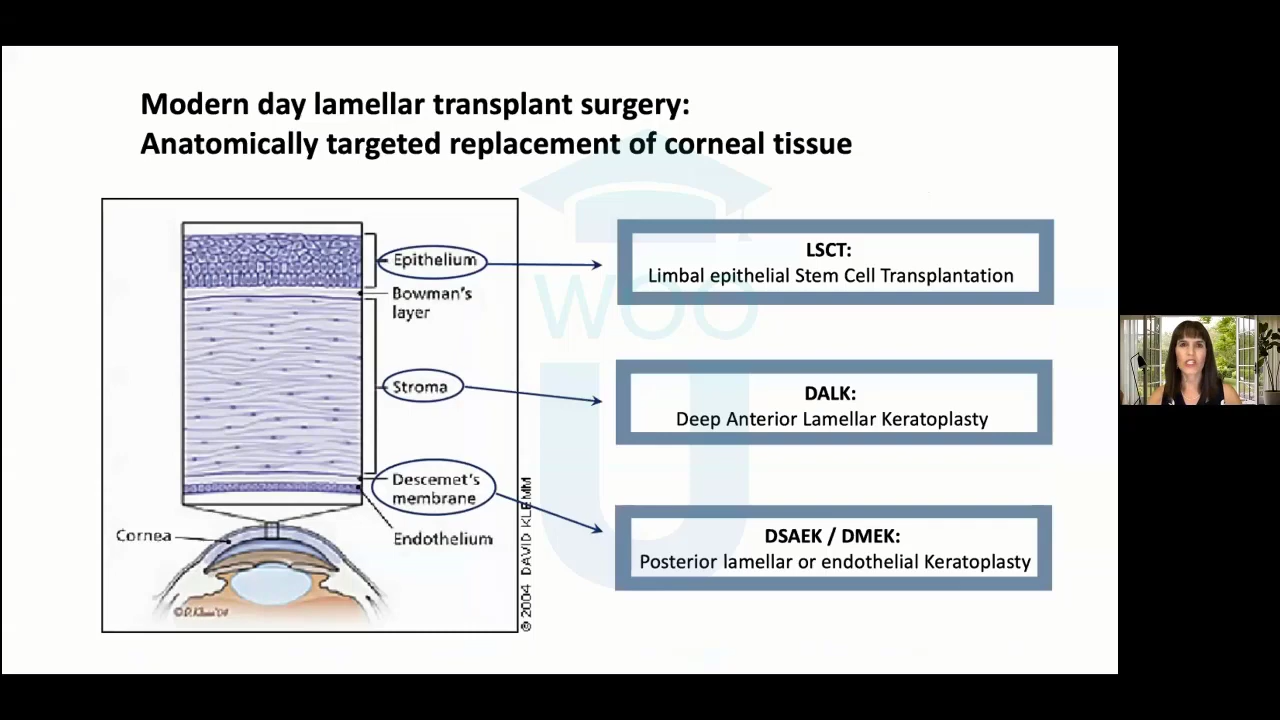 Modern day lamellar transplant surgery:
Anatomically targeted replacement of corneal tissue
Epithelium
Bowman's
layer
Stroma
Descemet's
membrane
Endothelium
Cornea
© 2004 DAVID KLEMM
LSCT:
Limbal epithelial Stem Cell Transplantation
DALK:
Deep Anterior Lamellar Keratoplasty
DSAEK / DMEK:
Posterior lamellar or endothelial Keratoplasty
WOO
U